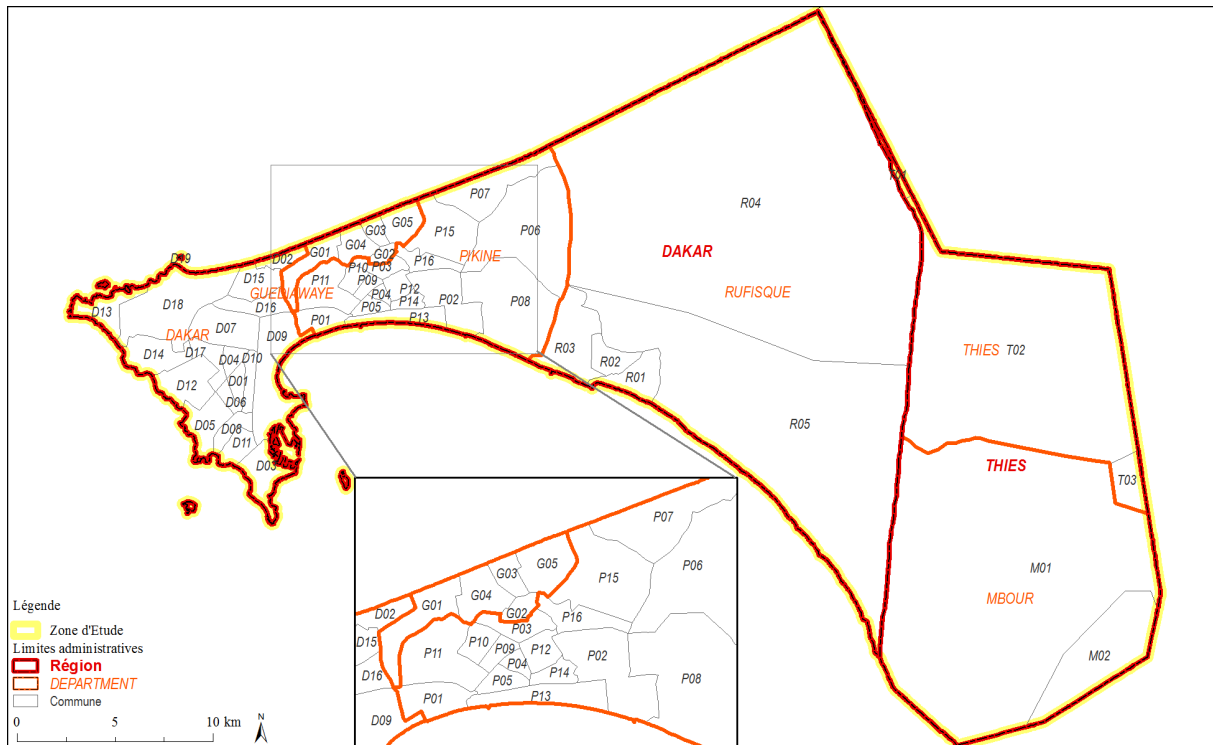 R04
T01
P07
G05
G03
P15
P06
G04
G01
G02
D02
D09
P16
P10
P03
DAKAR
PIKINE
D15
P11
P09
P12
GUEDIAWAYE
P04
P14
P02
P08
RUFISQUE
D18
D16
P05
D13
P01
P13
D07
DAKAR
D09
R03
THIES T02
D14
D17
D04
D10
R02
D12
D01
R01
D06
D05
D08
R05
D11
D03
THIES
T03
P07
P06
G05
G03
P15
G04
G01
D02
G02
P16
P03
D15
P10
P11
P09
P12
P02
P04
D16
P14
P05
P08
P01
P13
D09
M01
MBOUR
M02
Légende
Zone d'Etude
Limites administratives
Région
DEPARTMENT
Commune
0 5 10 km
N